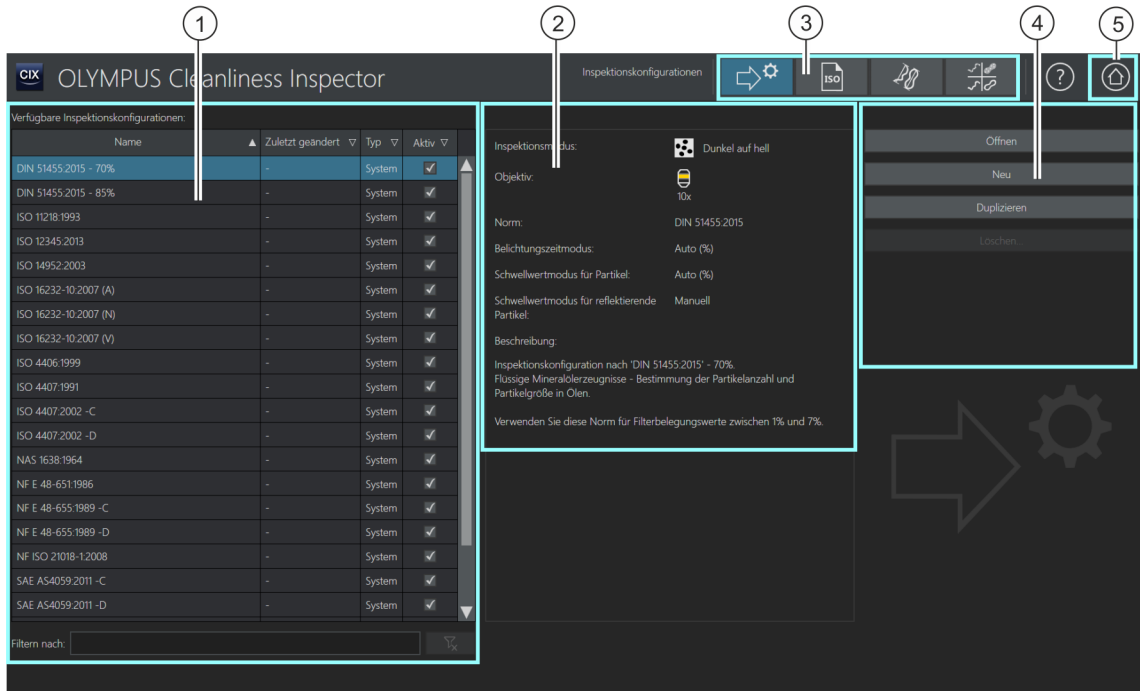 1
2
3
4
5
CIX OLYMPUS Cleanliness Inspector
Inspektionskonfigurationen
ISO
?
Verfügbare Inspektionskonfigurationen:
Name Zuletzt geändert Typ Aktiv
DIN 51455:2015 - 70% - System
DIN 51455:2015 - 85% - System
ISO 11218:1993 - System
ISO 12345:2013 - System
ISO 14952:2003 - System
ISO 16232-10:2007 (A) - System
ISO 16232-10:2007 (N) - System
ISO 16232-10:2007 (V) - System
ISO 4406:1999 - System
ISO 4407:1991 - System
ISO 4407:2002 -C - System
ISO 4407:2002 -D - System
NAS 1638:1964 - System
NF E 48-651:1986 - System
NF E 48-655:1989 -C - System
NF E 48-655:1989 -D - System
NF ISO 21018-1:2008 - System
SAE AS4059:2011 -C - System
SAE AS4059:2011 -D - System
Filtern nach:
Inspektionsmodus: Dunkel auf hell
Objektiv:
10x
Norm: DIN 51455:2015
Belichtungszeitmodus: Auto (%)
Schwellwertmodus für Partikel: Auto (%)
Schwellwertmodus für reflektierende Manuell
Partikel:
Beschreibung:
Inspektionskonfiguration nach 'DIN 51455:2015' - 70%.
Flüssige Mineralölerzeugnisse - Bestimmung der Partikelanzahl und
Partikelgröße in Ölen.
Verwenden Sie diese Norm für Filterbelegungswerte zwischen 1% und 7%.
Öffnen
Neu
Duplizieren
Löschen...